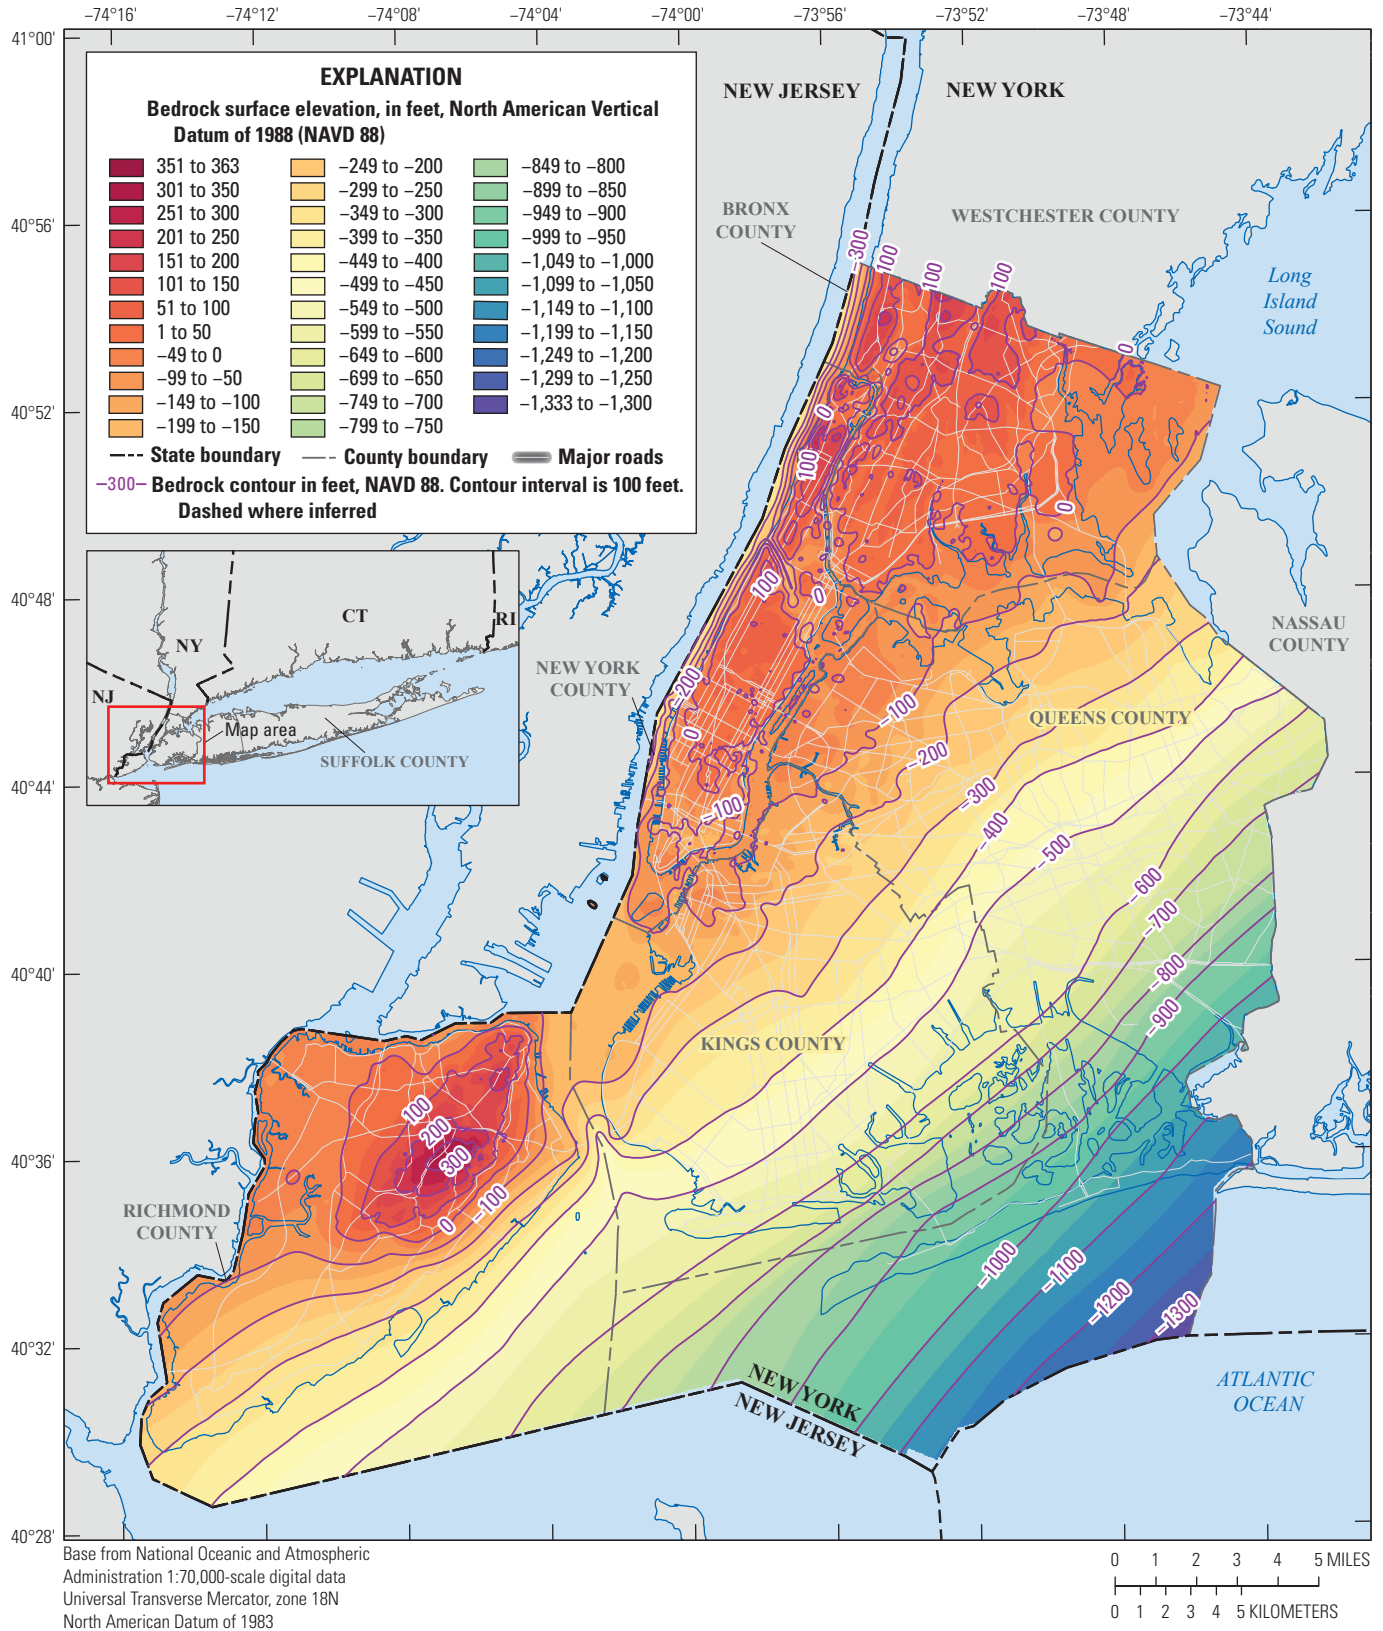 −74°16'
−74°12'
−74°08'
−74°04'
−74°00'
−73°56'
−73°52'
−73°48'
−73°44'
41°00'
40°56'
40°52'
40°48'
40°44'
40°40'
40°36'
40°32'
40°28'
EXPLANATION
Bedrock surface elevation, in feet, North American Vertical
Datum of 1988 (NAVD 88)
351 to 363
301 to 350
251 to 300
201 to 250
151 to 200
101 to 150
51 to 100
1 to 50
−49 to 0
−99 to −50
−149 to −100
−199 to −150
−249 to −200
−299 to −250
−349 to −300
−399 to −350
−449 to −400
−499 to −450
−549 to −500
−599 to −550
−649 to −600
−699 to −650
−749 to −700
−799 to −750
−849 to −800
−899 to −850
−949 to −900
−999 to −950
−1,049 to −1,000
−1,099 to −1,050
−1,149 to −1,100
−1,199 to −1,150
−1,249 to −1,200
−1,299 to −1,250
−1,333 to −1,300
State boundary
County boundary
Major roads
−300− Bedrock contour in feet, NAVD 88. Contour interval is 100 feet.
Dashed where inferred
NY
CT
RI
NJ
Map area
SUFFOLK COUNTY
NEW JERSEY
NEW YORK
BRONX
COUNTY
WESTCHESTER COUNTY
Long
Island
Sound
−300
100
100
100
0
0
100
0
100
0
NASSAU
COUNTY
NEW YORK
COUNTY
−200
0
−100
−100
−200
QUEENS COUNTY
−300
−400
−500
−600
−700
−800
−900
KINGS COUNTY
100
200
300
0
−100
RICHMOND
COUNTY
−1000
−1100
−1200
−1300
NEW YORK
NEW JERSEY
ATLANTIC
OCEAN
Base from National Oceanic and Atmospheric
Administration 1:70,000-scale digital data
Universal Transverse Mercator, zone 18N
North American Datum of 1983
0 1 2 3 4 5 MILES
0 1 2 3 4 5 KILOMETERS